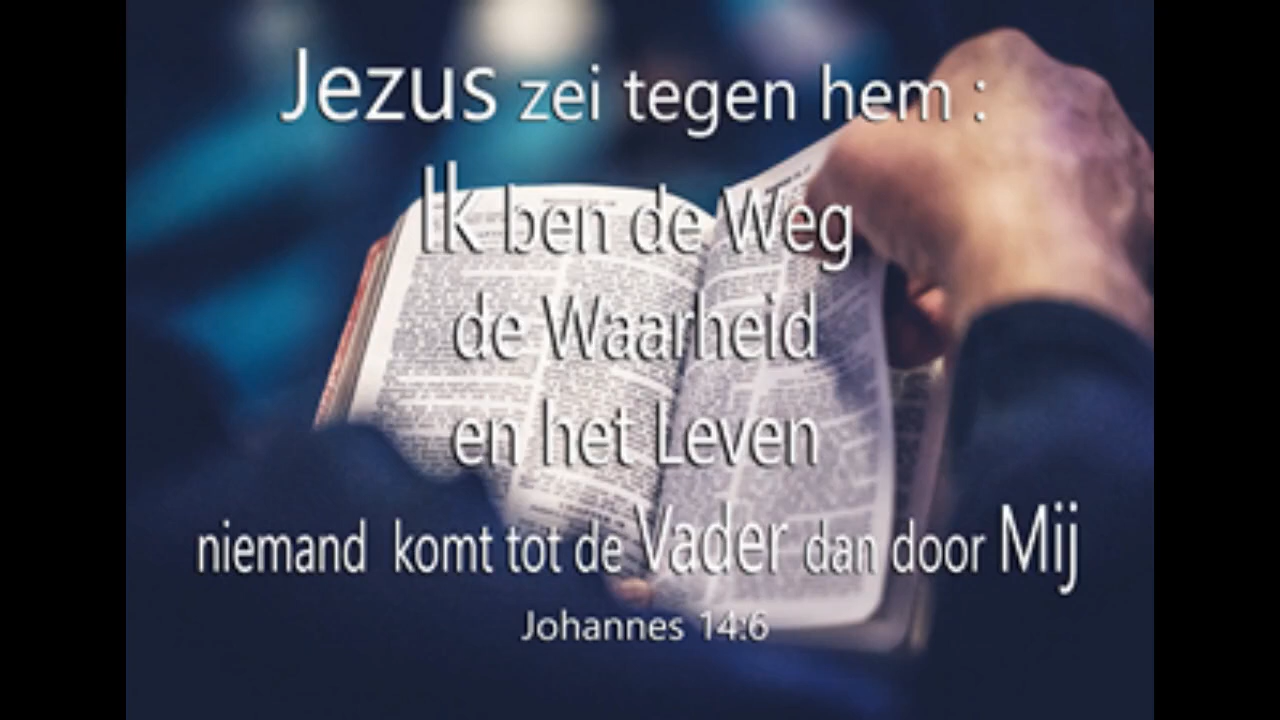 Jezus zei tegen hem :
Ik ben de Weg
de Waarheid
en het Leven
niemand komt tot de Vader dan door Mij
Johannes 14:6